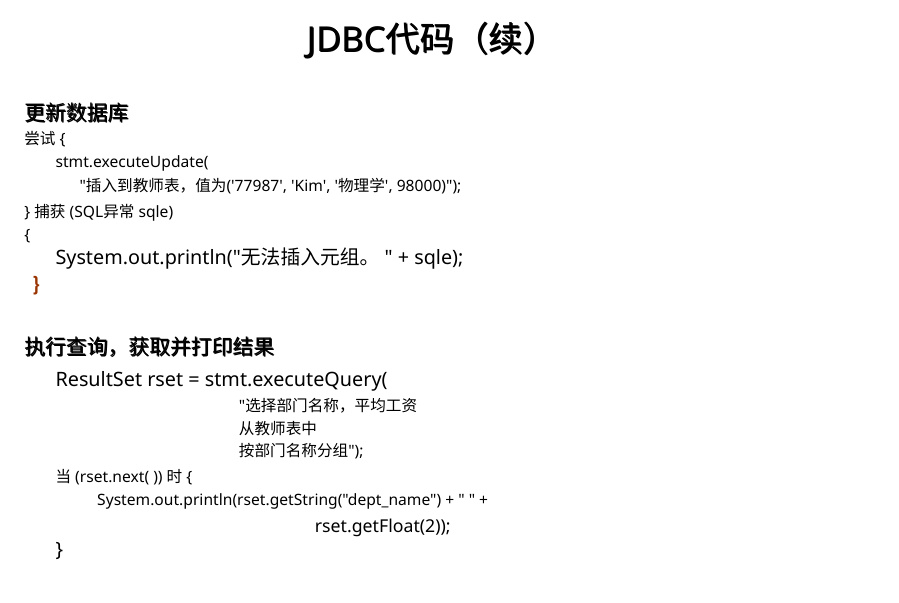 JDBC代码（续）
更新数据库
尝试 {
stmt.executeUpdate(
"插入到教师表，值为('77987', 'Kim', '物理学', 98000)");
} 捕获 (SQL异常 sqle)
{
System.out.println("无法插入元组。 " + sqle);
}
执行查询，获取并打印结果
ResultSet rset = stmt.executeQuery(
"选择部门名称，平均工资
从教师表中
按部门名称分组");
当 (rset.next( )) 时 {
System.out.println(rset.getString("dept_name") + " " +
rset.getFloat(2));
}